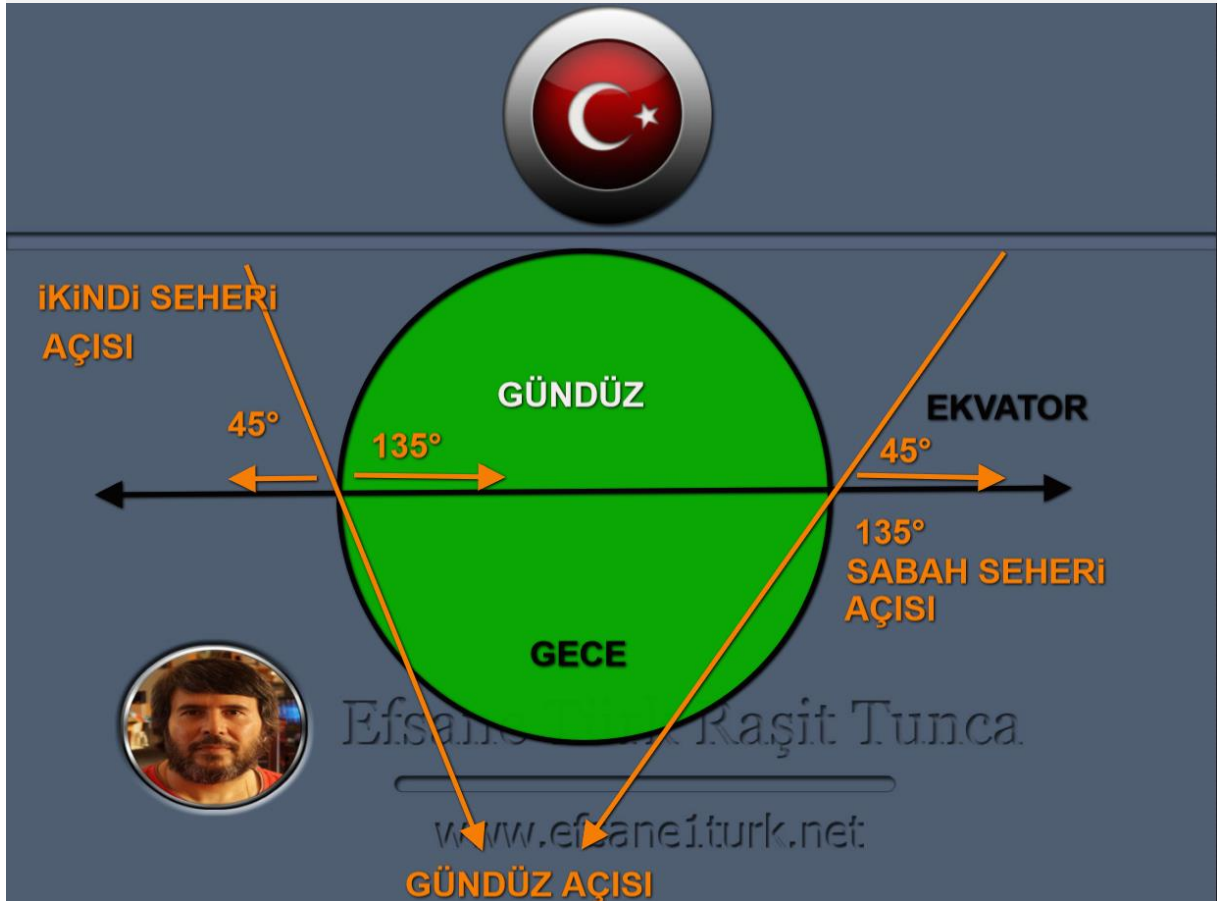 iKiNDi SEHERi
AÇISI
GÜNDÜZ
EKVATOR
45°
135°
45°
135°
SABAH SEHERi
AÇISI
GECE
Efsane Türk Raşit Tunca
www.efsane1turk.net
GÜNDÜZ AÇISI